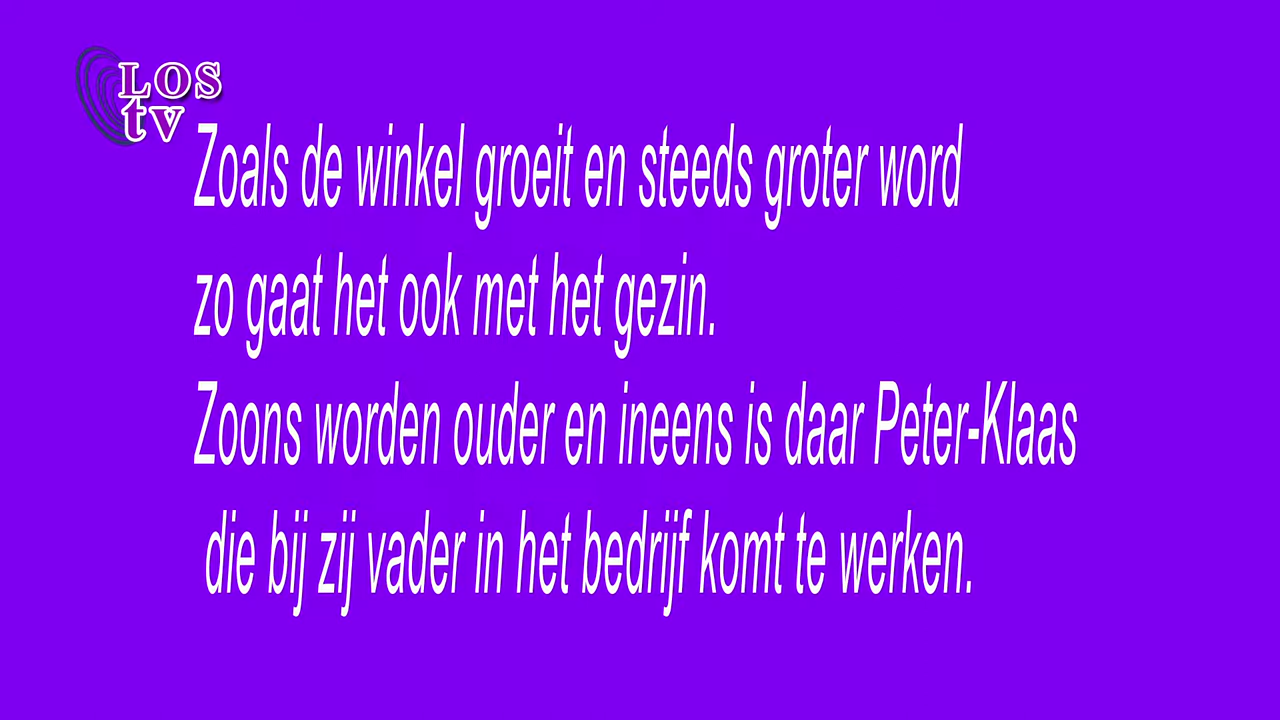 LOS
tv
Zoals de winkel groeit en steeds groter word
zo gaat het ook met het gezin.
Zoons worden ouder en ineens is daar Peter-Klaas
die bij zij vader in het bedrijf komt te werken.